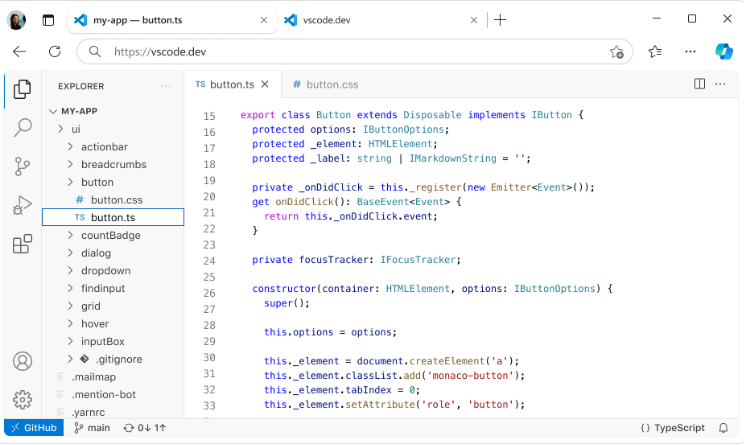 my-app — button.ts
vscode.dev
https://vscode.dev
EXPLORER
MY-APP
ui
actionbar
breadcrumbs
button
# button.css
TS button.ts
countBadge
dialog
dropdown
findinput
grid
hover
inputBox
.gitignore
.mailmap
.mention-bot
.yarnrc
TS button.ts
# button.css
15 export class Button extends Disposable implements IButton {
16 protected options: IButtonOptions;
17 protected _element: HTMLElement;
18 protected _label: string | IMarkdownString = '';
19
20 private _onDidClick = this._register(new Emitter<Event>());
21 get onDidClick(): BaseEvent<Event> {
21 return this._onDidClick.event;
22 }
23
24 private focusTracker: IFocusTracker;
25
26 constructor(container: HTMLElement, options: IButtonOptions) {
27 super();
28
29 this.options = options;
30
31 this._element = document.createElement('a');
31 this._element.classList.add('monaco-button');
32 this._element.tabIndex = 0;
33 this._element.setAttribute('role', 'button');
GitHub
main
0↓ 1↑
{ } TypeScript